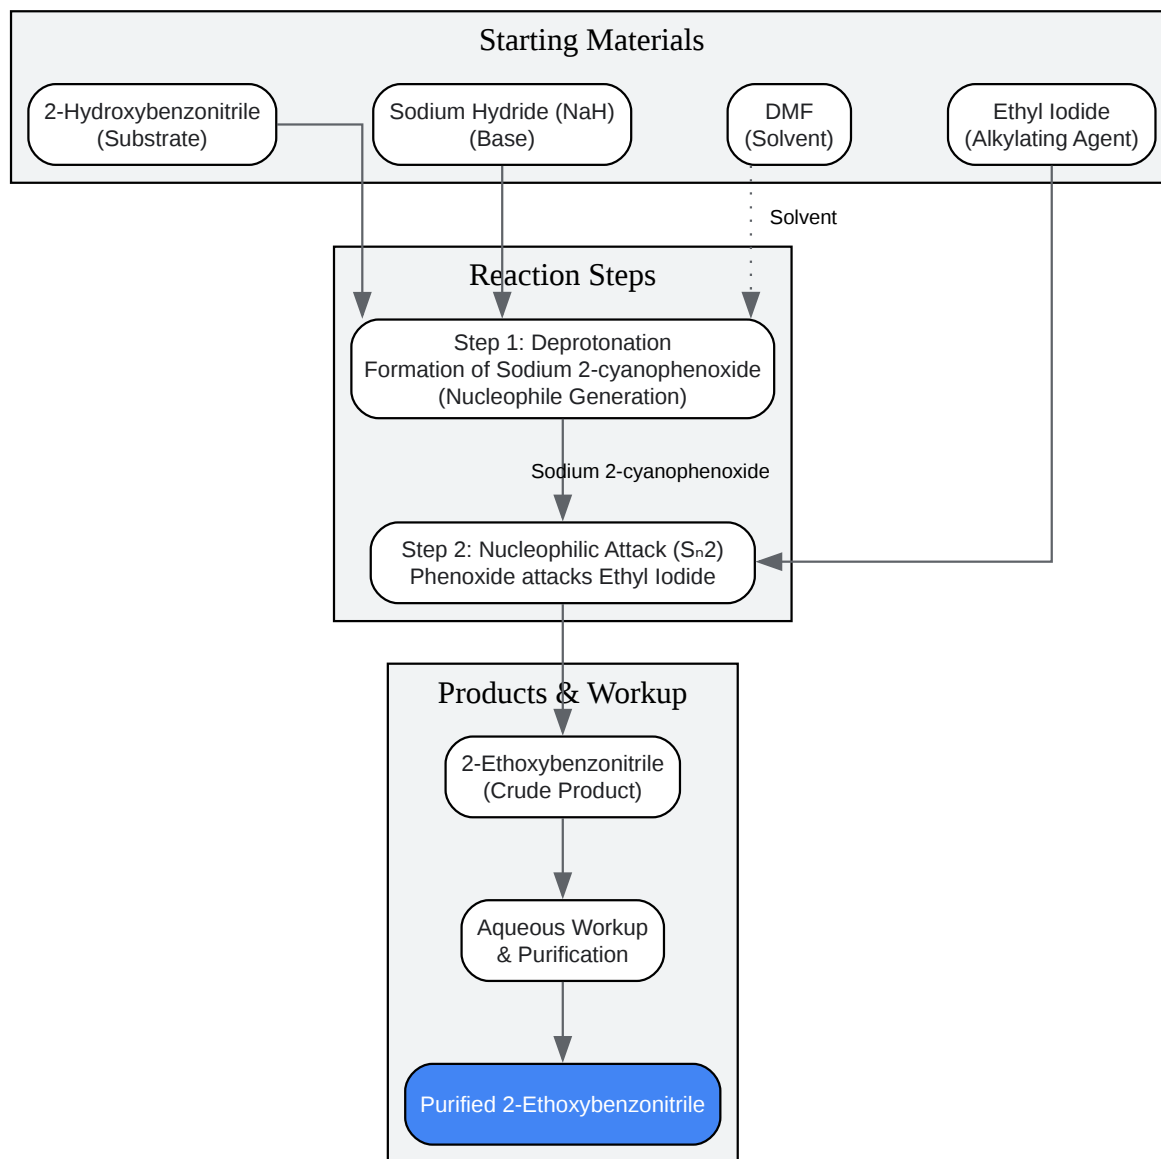 Starting Materials
2-Hydroxybenzonitrile
(Substrate)
Sodium Hydride (NaH)
(Base)
DMF
(Solvent)
Ethyl Iodide
(Alkylating Agent)
Solvent
Reaction Steps
Step 1: Deprotonation
Formation of Sodium 2-cyanophenoxide
(Nucleophile Generation)
Sodium 2-cyanophenoxide
Step 2: Nucleophilic Attack (Sₙ2)
Phenoxide attacks Ethyl Iodide
Products & Workup
2-Ethoxybenzonitrile
(Crude Product)
Aqueous Workup
& Purification
Purified 2-Ethoxybenzonitrile